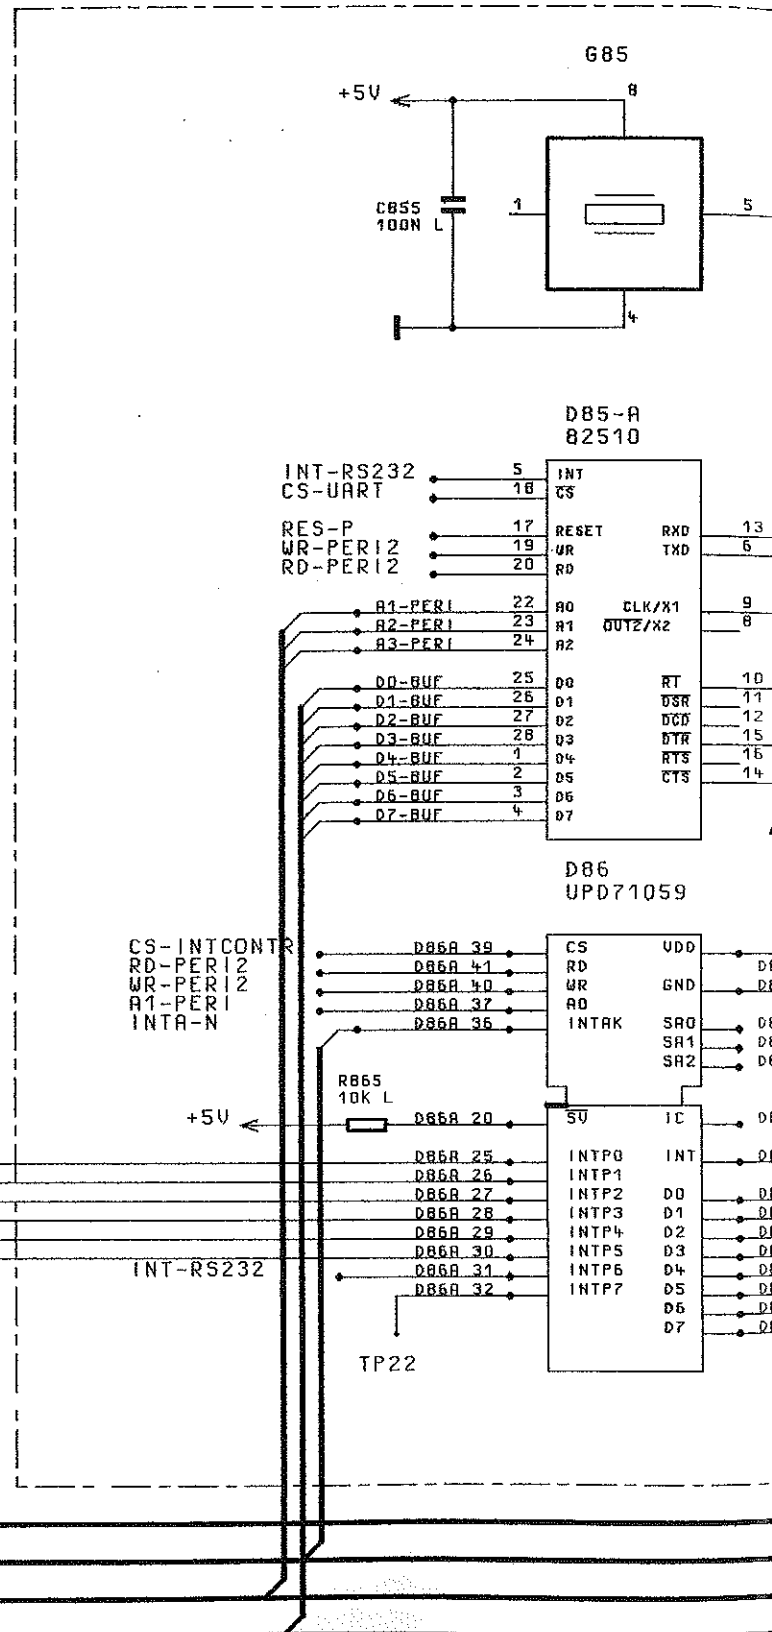 G85
+5V
8
C855
100N L
1
5
4
D85-A
82510
INT-RS232 5 INT
CS-UART 18 CS
RES-P 17 RESET RXD 13
WR-PERI2 19 WR TXD 6
RD-PERI2 20 RD
A1-PERI 22 A0 CLK/X1 9
A2-PERI 23 A1 OUT2/X2 8
A3-PERI 24 A2
D0-BUF 25 D0 RI 10
D1-BUF 26 D1 DSR 11
D2-BUF 27 D2 DCD 12
D3-BUF 28 D3 DTR 15
D4-BUF 1 D4 RTS 16
D5-BUF 2 D5 CTS 14
D6-BUF 3 D6
D7-BUF 4 D7
D86
UPD71059
CS-INTCONTR D86A 39 CS VDD
RD-PERI2 D86A 41 RD
WR-PERI2 D86A 40 WR GND
A1-PERI D86A 37 A0
INTA-N D86A 36 INTAK SA0
SA1
SA2
R865
10K L
+5V D86A 20 SV IC
D86A 25 INTP0 INT
D86A 26 INTP1
D86A 27 INTP2 D0
D86A 28 INTP3 D1
D86A 29 INTP4 D2
D86A 30 INTP5 D3
INT-RS232 D86A 31 INTP6 D4
D86A 32 INTP7 D5
D6
D7
TP22